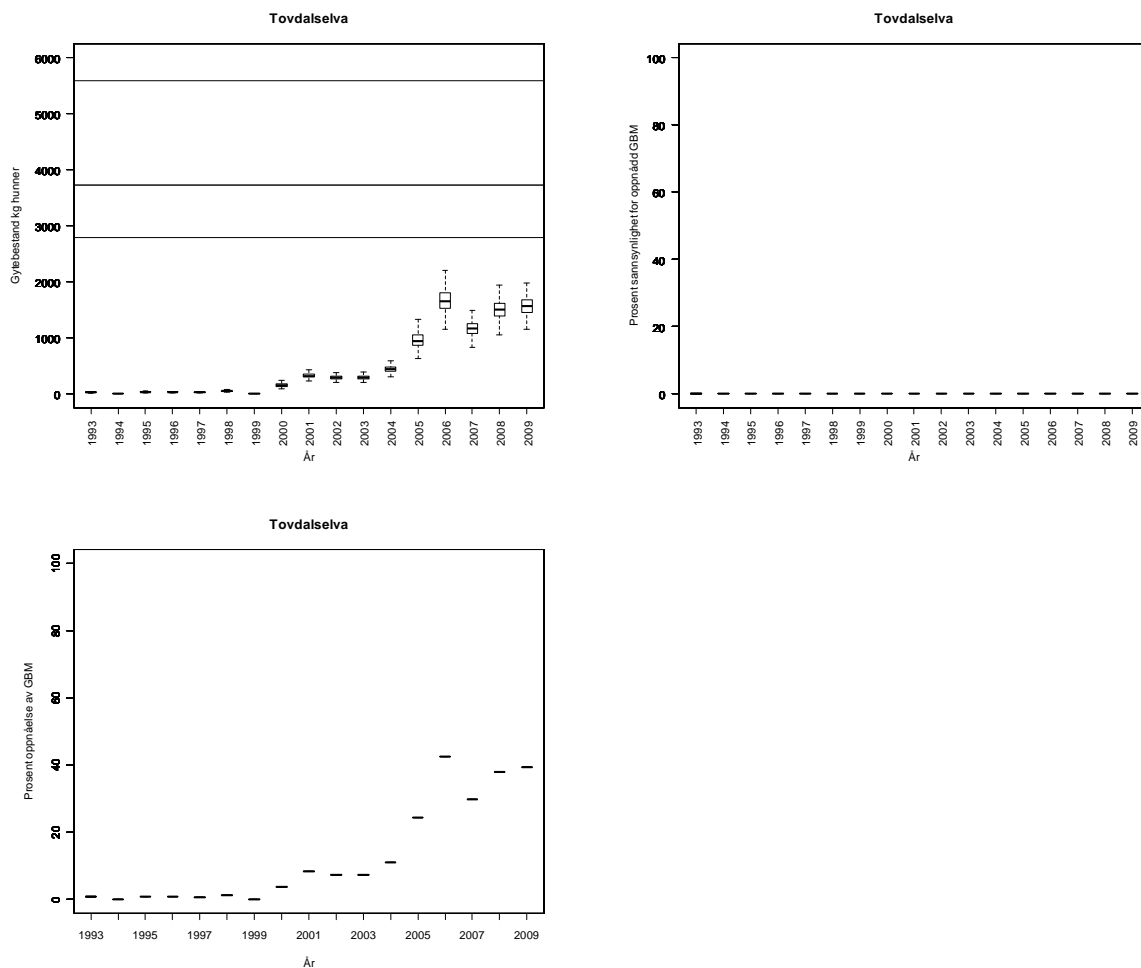 Tovdalselva
Gytebestand kg hunner
6000
5000
4000
3000
2000
1000
0
1993 1994 1995 1996 1997 1998 1999 2000 2001 2002 2003 2004 2005 2006 2007 2008 2009
År
Tovdalselva
Prosent sannsynlighet for oppnådd GBM
100
80
60
40
20
0
1993 1994 1995 1996 1997 1998 1999 2000 2001 2002 2003 2004 2005 2006 2007 2008 2009
År
Tovdalselva
Prosent oppnåelse av GBM
100
80
60
40
20
0
1993 1995 1997 1999 2001 2003 2005 2007 2009
År